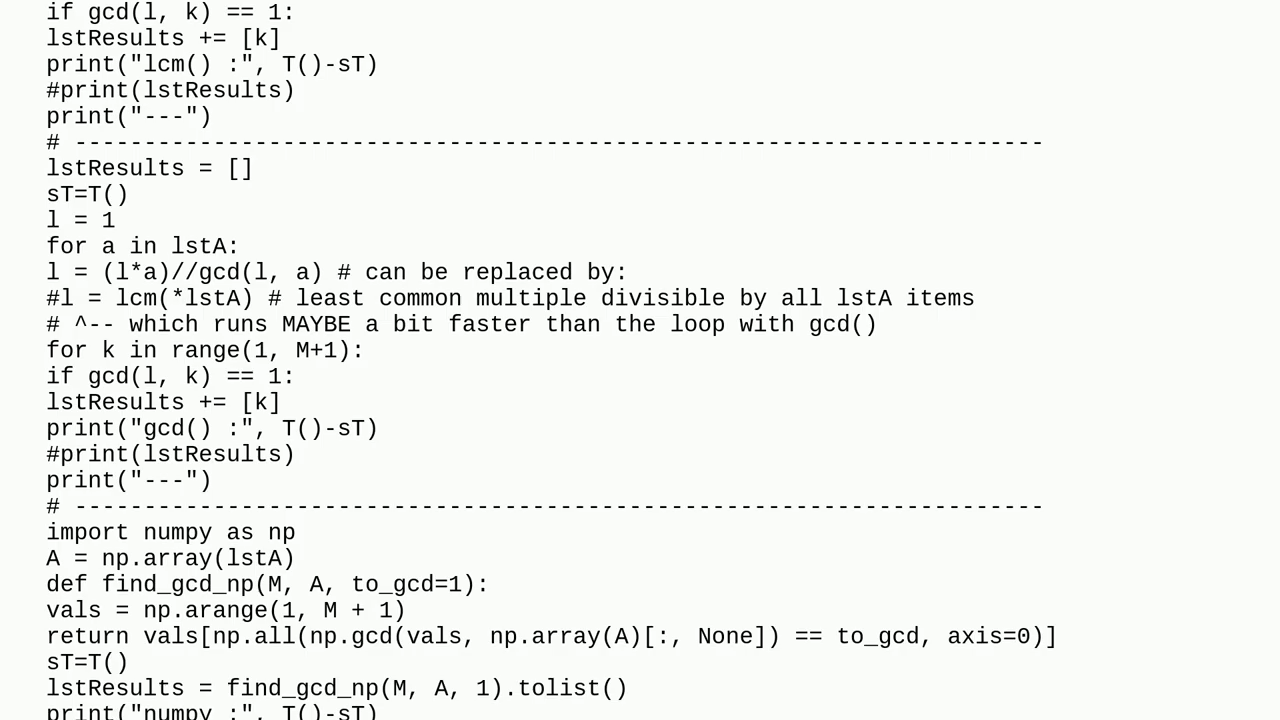 if gcd(l, k) == 1:
lstResults += [k]
print("lcm() :", T()-sT)
#print(lstResults)
print("---")
# ----------------------------------------------------------------------
lstResults = []
sT=T()
l = 1
for a in lstA:
l = (l*a)//gcd(l, a) # can be replaced by:
#l = lcm(*lstA) # least common multiple divisible by all lstA items
# ^-- which runs MAYBE a bit faster than the loop with gcd()
for k in range(1, M+1):
if gcd(l, k) == 1:
lstResults += [k]
print("gcd() :", T()-sT)
#print(lstResults)
print("---")
# ----------------------------------------------------------------------
import numpy as np
A = np.array(lstA)
def find_gcd_np(M, A, to_gcd=1):
vals = np.arange(1, M + 1)
return vals[np.all(np.gcd(vals, np.array(A)[:, None]) == to_gcd, axis=0)]
sT=T()
lstResults = find_gcd_np(M, A, 1).tolist()
print("numpy :", T()-sT)